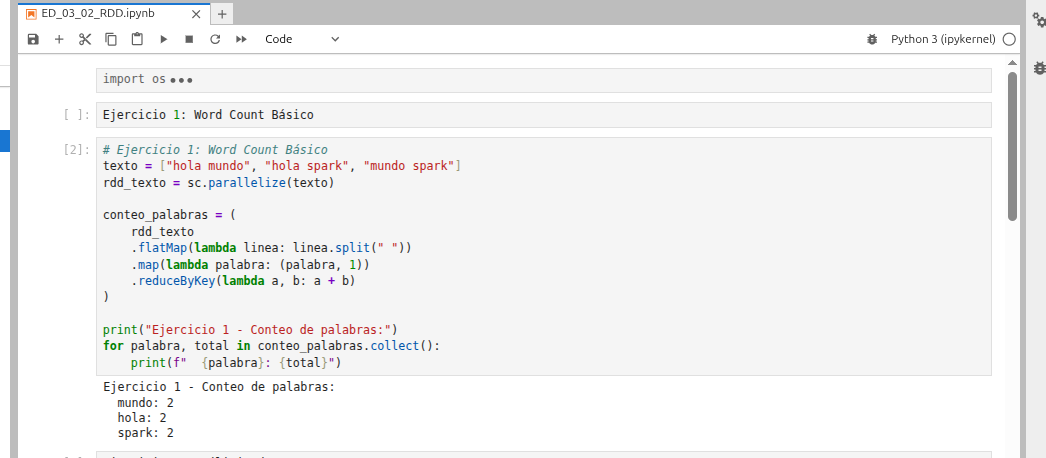 ED_03_02_RDD.ipynb
Code
Python 3 (ipykernel)
import os •••
[ ]: Ejercicio 1: Word Count Básico
[2]: # Ejercicio 1: Word Count Básico
texto = ["hola mundo", "hola spark", "mundo spark"]
rdd_texto = sc.parallelize(texto)
conteo_palabras = (
    rdd_texto
    .flatMap(lambda linea: linea.split(" "))
    .map(lambda palabra: (palabra, 1))
    .reduceByKey(lambda a, b: a + b)
)
print("Ejercicio 1 - Conteo de palabras:")
for palabra, total in conteo_palabras.collect():
    print(f"  {palabra}: {total}")
Ejercicio 1 - Conteo de palabras:
  mundo: 2
  hola: 2
  spark: 2